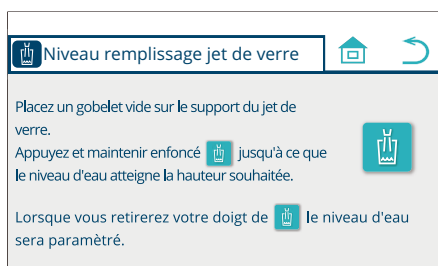 Niveau remplissage jet de verre
Placez un gobelet vide sur le support du jet de
verre.
Appuyez et maintenir enfoncé jusqu'à ce que
le niveau d'eau atteigne la hauteur souhaitée.
Lorsque vous retirerez votre doigt de le niveau d'eau
sera paramètré.